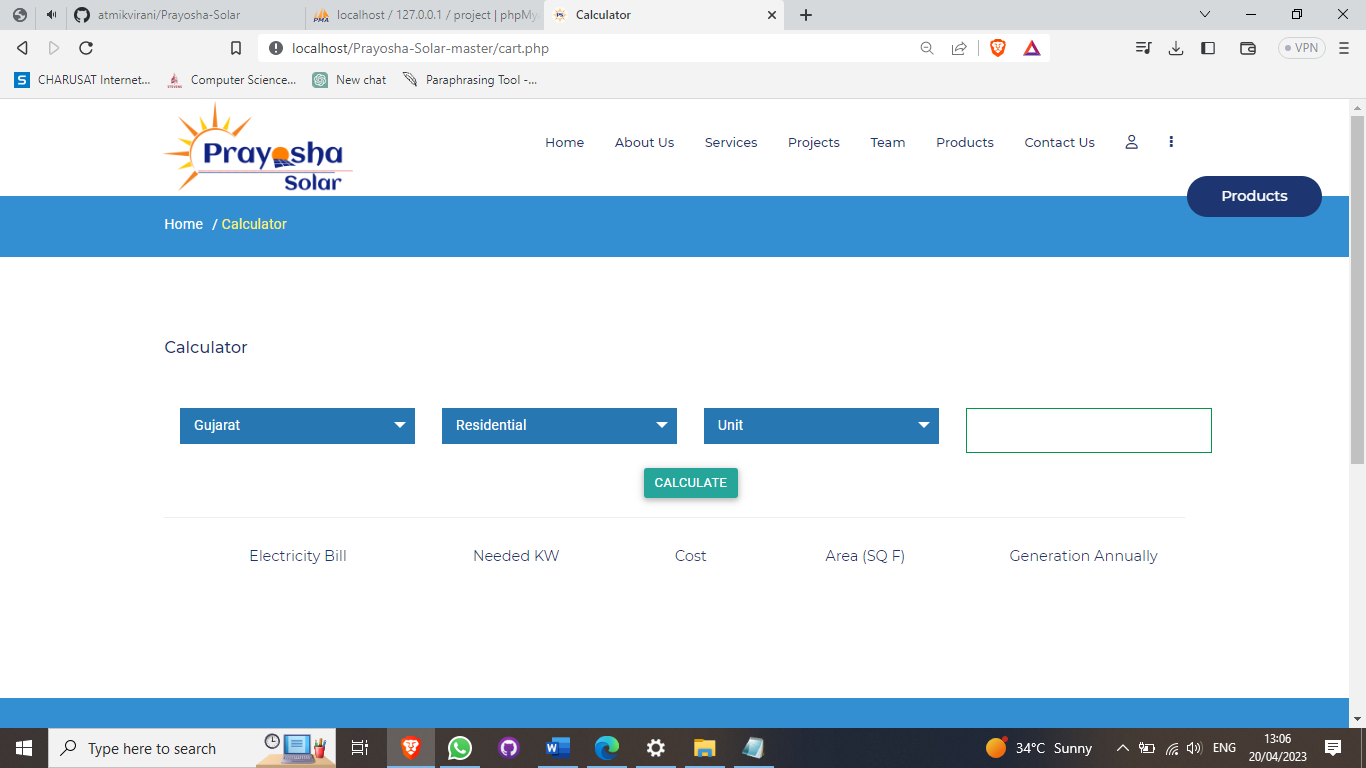 atmikvirani/Prayosha-Solar
localhost / 127.0.0.1 / project | phpMy
Calculator
localhost/Prayosha-Solar-master/cart.php
VPN
CHARUSAT Internet...
Computer Science...
New chat
Paraphrasing Tool -...
Prayosha
Solar
Home
About Us
Services
Projects
Team
Products
Contact Us
Products
Home / Calculator
Calculator
Gujarat
Residential
Unit
CALCULATE
Electricity Bill
Needed KW
Cost
Area (SQ F)
Generation Annually
Type here to search
34°C Sunny
ENG
13:06
20/04/2023